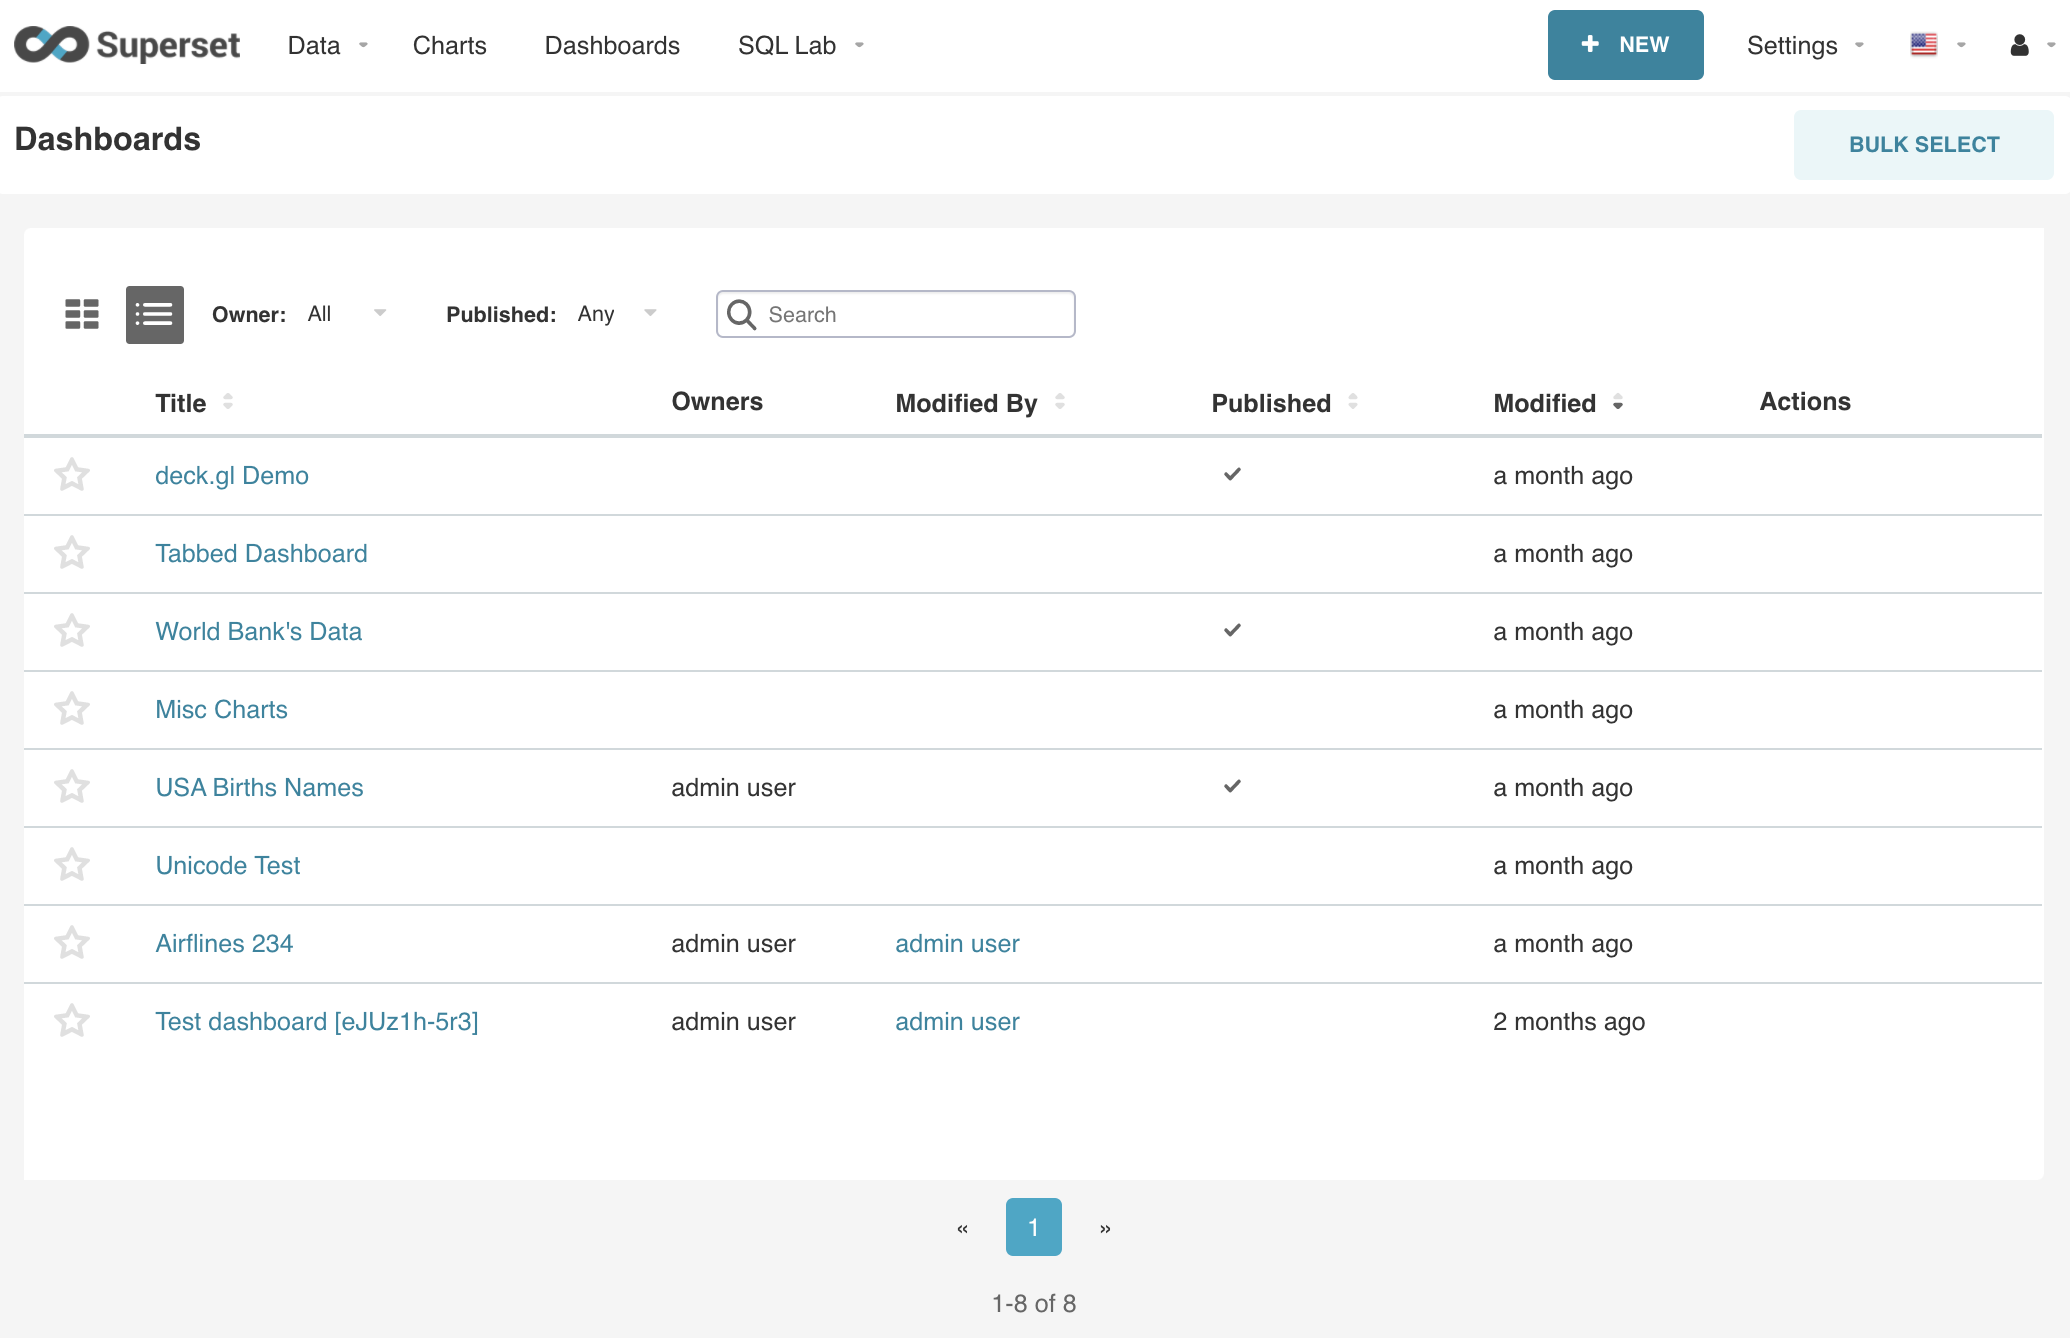 Superset Data Charts Dashboards SQL Lab + NEW Settings
Dashboards
BULK SELECT
Owner: All Published: Any Search
Title Owners Modified By Published Modified Actions
deck.gl Demo a month ago
Tabbed Dashboard a month ago
World Bank's Data a month ago
Misc Charts a month ago
USA Births Names admin user a month ago
Unicode Test a month ago
Airflines 234 admin user admin user a month ago
Test dashboard [eJUz1h-5r3] admin user admin user 2 months ago
« 1 »
1-8 of 8